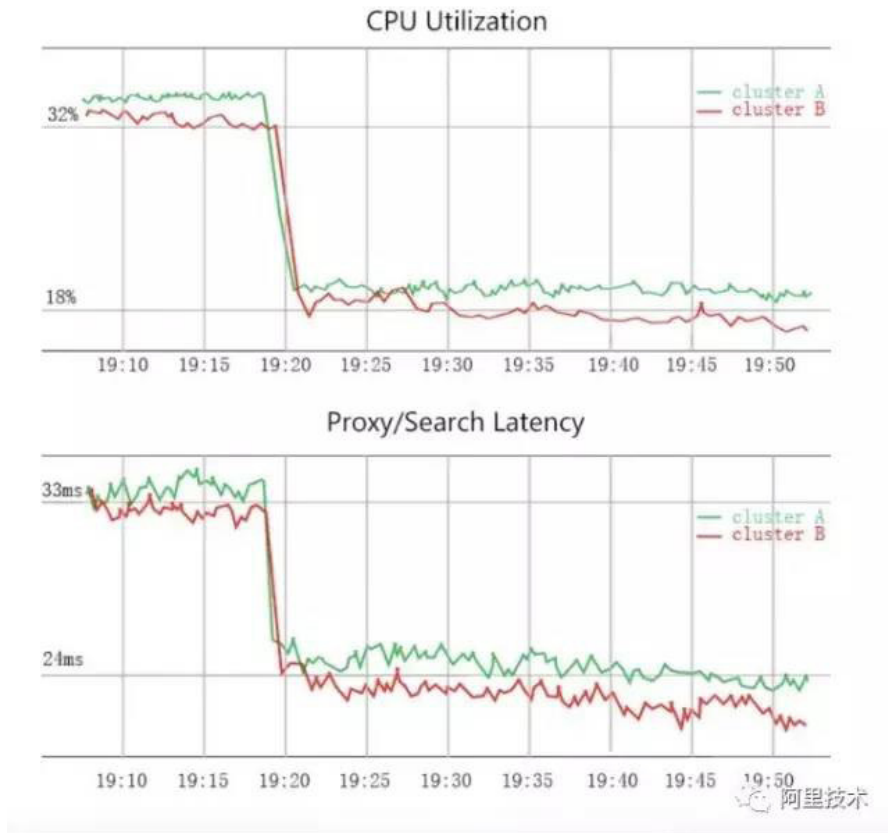 CPU Utilization
cluster A
cluster B
32%
18%
19:10 19:15 19:20 19:25 19:30 19:35 19:40 19:45 19:50
Proxy/Search Latency
33ms
cluster A
cluster B
24ms
19:10 19:15 19:20 19:25 19:30 19:35 19:40 19:45 19:50
阿里技术